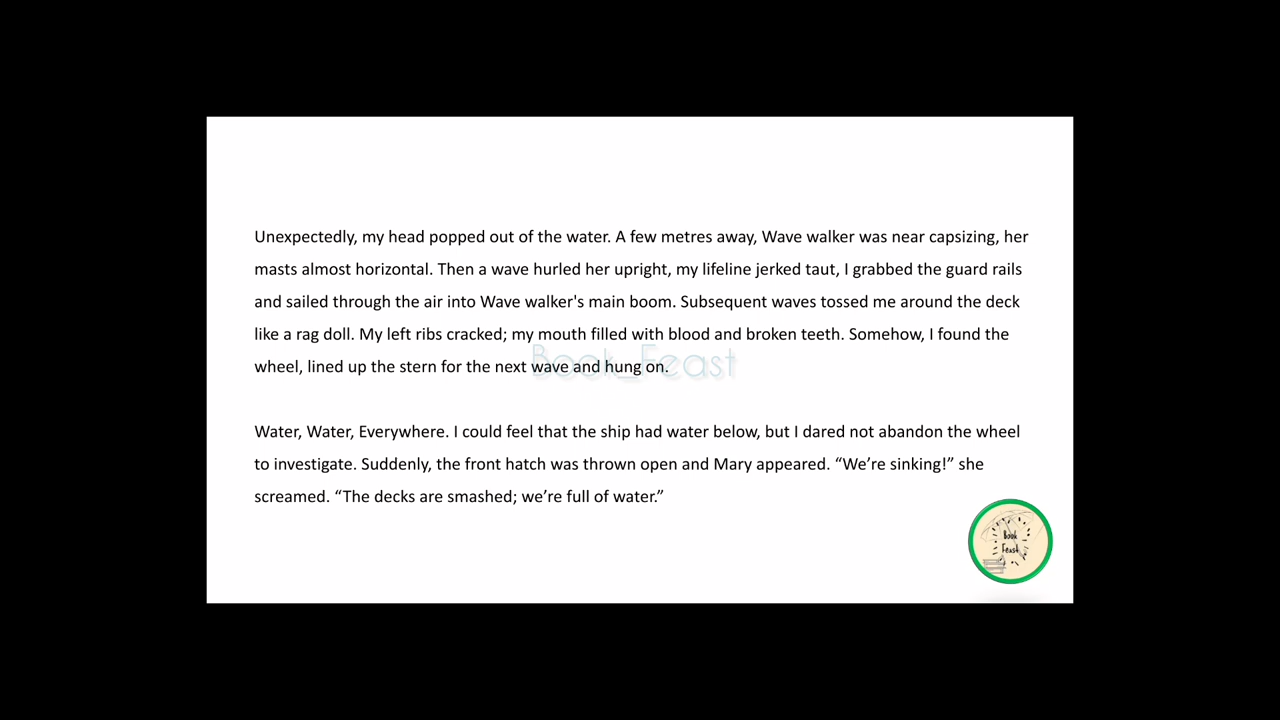 Unexpectedly, my head popped out of the water. A few metres away, Wave walker was near capsizing, her
masts almost horizontal. Then a wave hurled her upright, my lifeline jerked taut, I grabbed the guard rails
and sailed through the air into Wave walker's main boom. Subsequent waves tossed me around the deck
like a rag doll. My left ribs cracked; my mouth filled with blood and broken teeth. Somehow, I found the
wheel, lined up the stern for the next wave and hung on.
Book_Feast
Water, Water, Everywhere. I could feel that the ship had water below, but I dared not abandon the wheel
to investigate. Suddenly, the front hatch was thrown open and Mary appeared. “We’re sinking!” she
screamed. “The decks are smashed; we’re full of water.”
Book
Feast